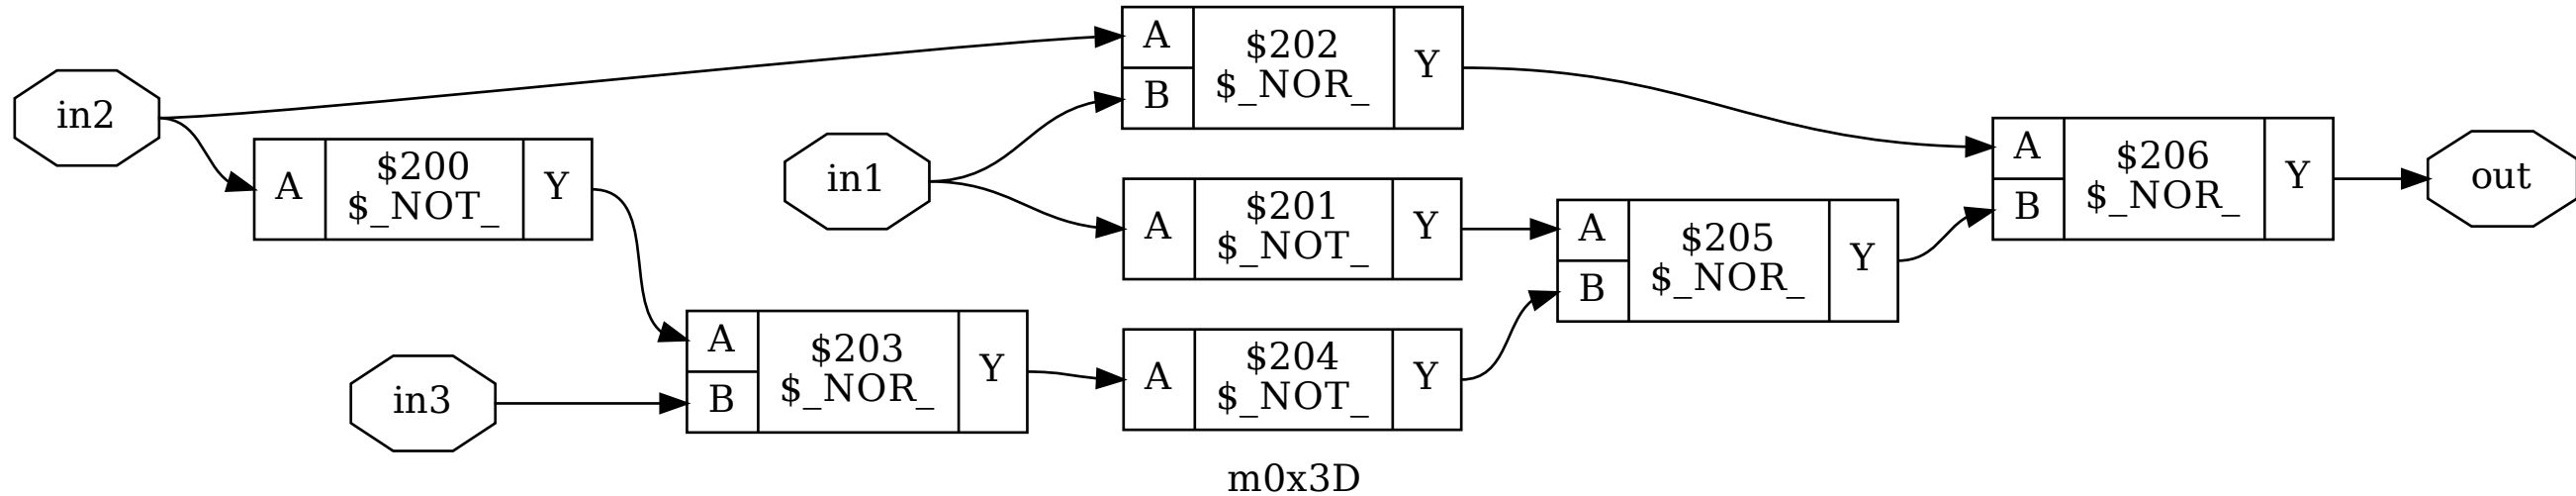 in2
A
$200
$_NOT_
Y
in3
A
B
$203
$_NOR_
Y
in1
A
B
$202
$_NOR_
Y
A
$201
$_NOT_
Y
A
$204
$_NOT_
Y
A
B
$205
$_NOR_
Y
A
B
$206
$_NOR_
Y
out
m0x3D